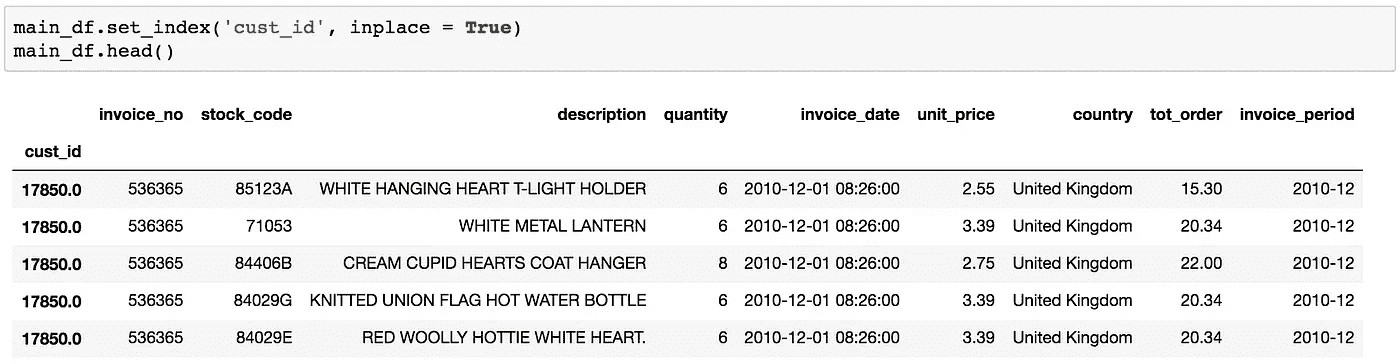 main_df.set_index('cust_id', inplace = True)
main_df.head()
invoice_no stock_code description quantity invoice_date unit_price country tot_order invoice_period
cust_id
17850.0 536365 85123A WHITE HANGING HEART T-LIGHT HOLDER 6 2010-12-01 08:26:00 2.55 United Kingdom 15.30 2010-12
17850.0 536365 71053 WHITE METAL LANTERN 6 2010-12-01 08:26:00 3.39 United Kingdom 20.34 2010-12
17850.0 536365 84406B CREAM CUPID HEARTS COAT HANGER 8 2010-12-01 08:26:00 2.75 United Kingdom 22.00 2010-12
17850.0 536365 84029G KNITTED UNION FLAG HOT WATER BOTTLE 6 2010-12-01 08:26:00 3.39 United Kingdom 20.34 2010-12
17850.0 536365 84029E RED WOOLLY HOTTIE WHITE HEART. 6 2010-12-01 08:26:00 3.39 United Kingdom 20.34 2010-12